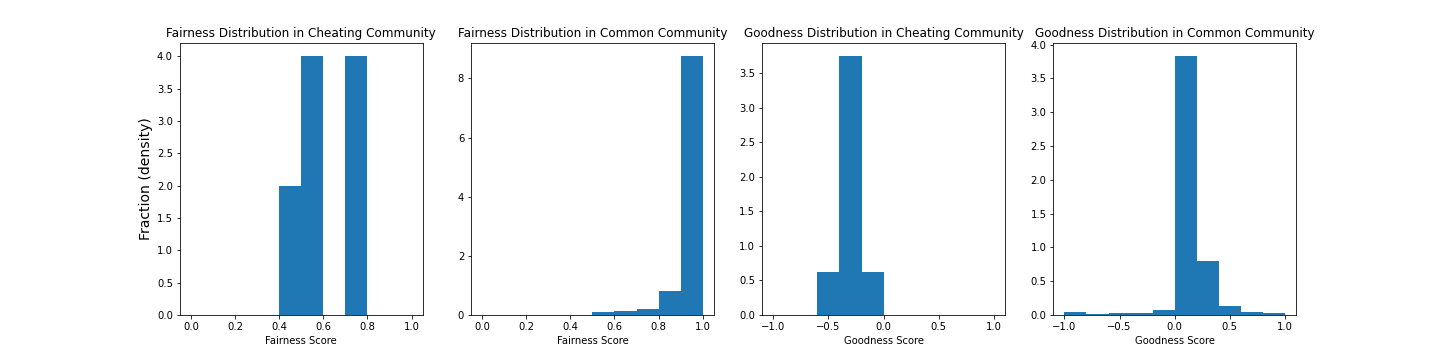 Fairness Distribution in Cheating Community
Fraction (density)
4.0
3.5
3.0
2.5
2.0
1.5
1.0
0.5
0.0
0.0 0.2 0.4 0.6 0.8 1.0
Fairness Score
Fairness Distribution in Common Community
8
6
4
2
0
0.0 0.2 0.4 0.6 0.8 1.0
Fairness Score
Goodness Distribution in Cheating Community
3.5
3.0
2.5
2.0
1.5
1.0
0.5
0.0
−1.0 −0.5 0.0 0.5 1.0
Goodness Score
Goodness Distribution in Common Community
4.0
3.5
3.0
2.5
2.0
1.5
1.0
0.5
0.0
−1.0 −0.5 0.0 0.5 1.0
Goodness Score